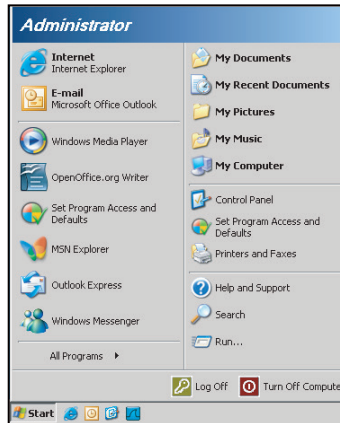 Administrator
Internet
Internet Explorer
E-mail
Microsoft Office Outlook
Windows Media Player
OpenOffice.org Writer
Set Program Access and
Defaults
MSN Explorer
Outlook Express
Windows Messenger
All Programs
My Documents
My Recent Documents
My Pictures
My Music
My Computer
Control Panel
Set Program Access and
Defaults
Printers and Faxes
Help and Support
Search
Run...
Log Off
Turn Off Compute
Start